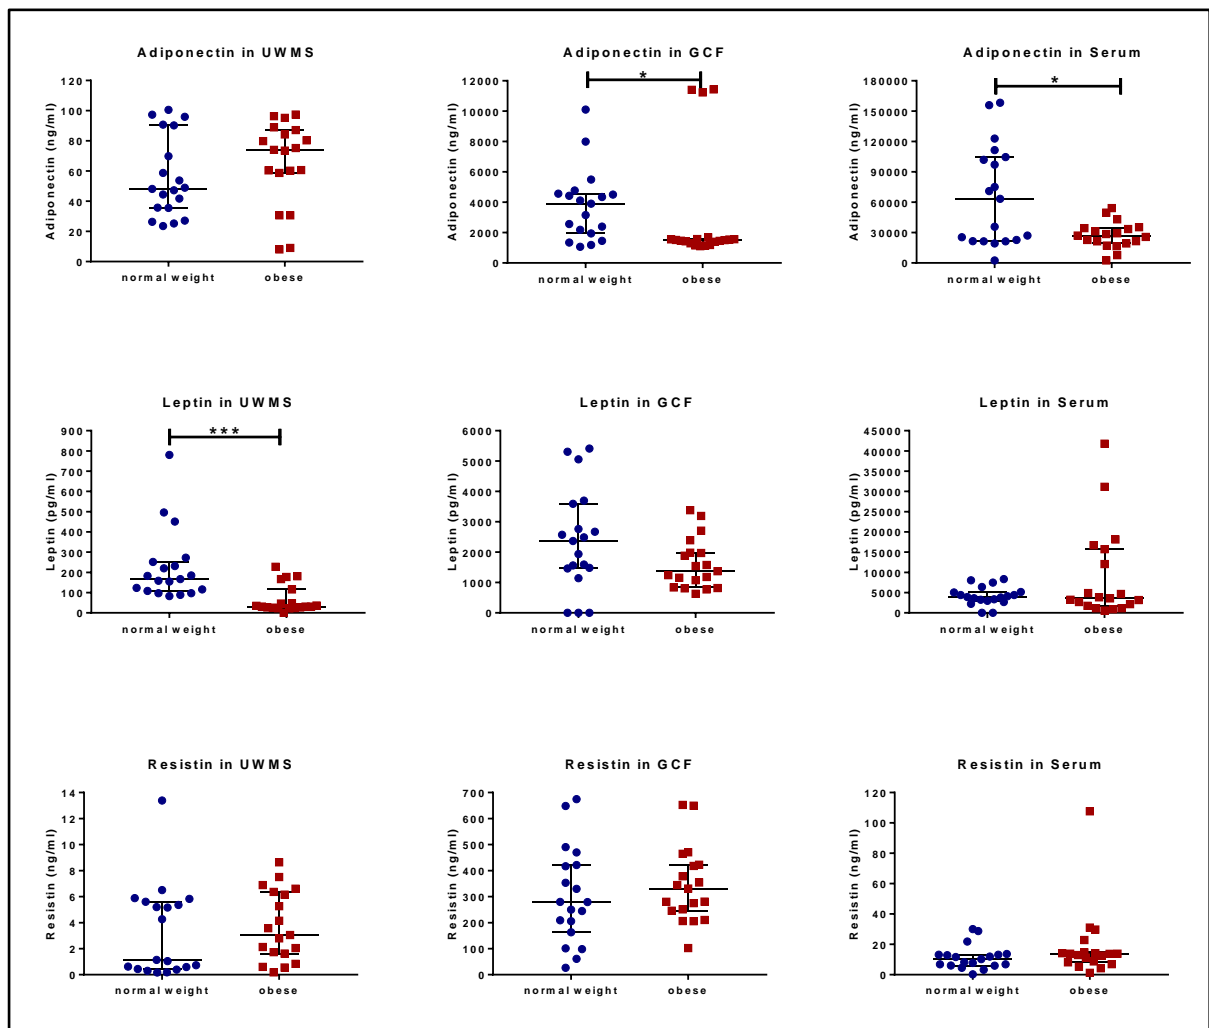 Adiponectin in UWMS
Adiponectin (ng/ml)
120
100
80
60
40
20
0
normal weight
obese
Adiponectin in GCF
*
Adiponectin (ng/ml)
12000
10000
8000
6000
4000
2000
0
normal weight
obese
Adiponectin in Serum
*
Adiponectin (ng/ml)
180000
150000
120000
90000
60000
30000
0
normal weight
obese
Leptin in UWMS
***
Leptin (pg/ml)
900
800
700
600
500
400
300
200
100
0
normal weight
obese
Leptin in GCF
Leptin (pg/ml)
6000
5000
4000
3000
2000
1000
0
normal weight
obese
Leptin in Serum
Leptin (pg/ml)
45000
40000
35000
30000
25000
20000
15000
10000
5000
0
normal weight
obese
Resistin in UWMS
Resistin (ng/ml)
14
12
10
8
6
4
2
0
normal weight
obese
Resistin in GCF
Resistin (ng/ml)
700
600
500
400
300
200
100
0
normal weight
obese
Resistin in Serum
Resistin (ng/ml)
120
100
80
60
40
20
0
normal weight
obese